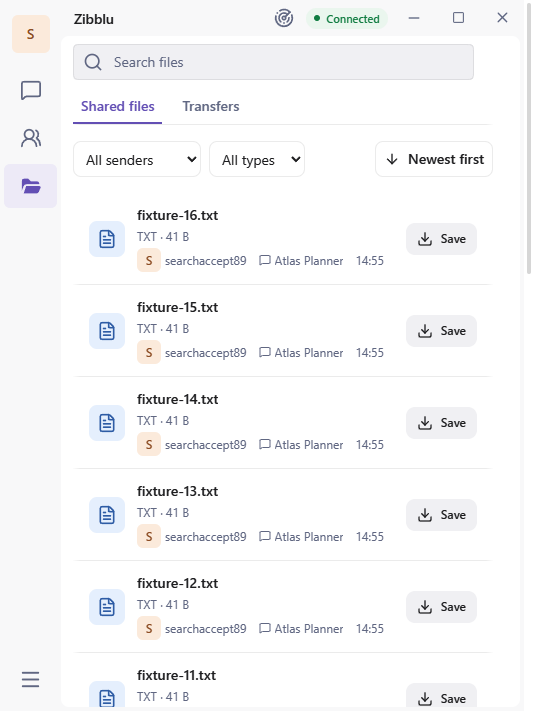 S
Zibblu
Connected
Search files
Shared files
Transfers
All senders
All types
Newest first
fixture-16.txt
TXT · 41 B
S searchaccept89 Atlas Planner 14:55
Save
fixture-15.txt
TXT · 41 B
S searchaccept89 Atlas Planner 14:55
Save
fixture-14.txt
TXT · 41 B
S searchaccept89 Atlas Planner 14:55
Save
fixture-13.txt
TXT · 41 B
S searchaccept89 Atlas Planner 14:55
Save
fixture-12.txt
TXT · 41 B
S searchaccept89 Atlas Planner 14:55
Save
fixture-11.txt
TXT · 41 B
Save